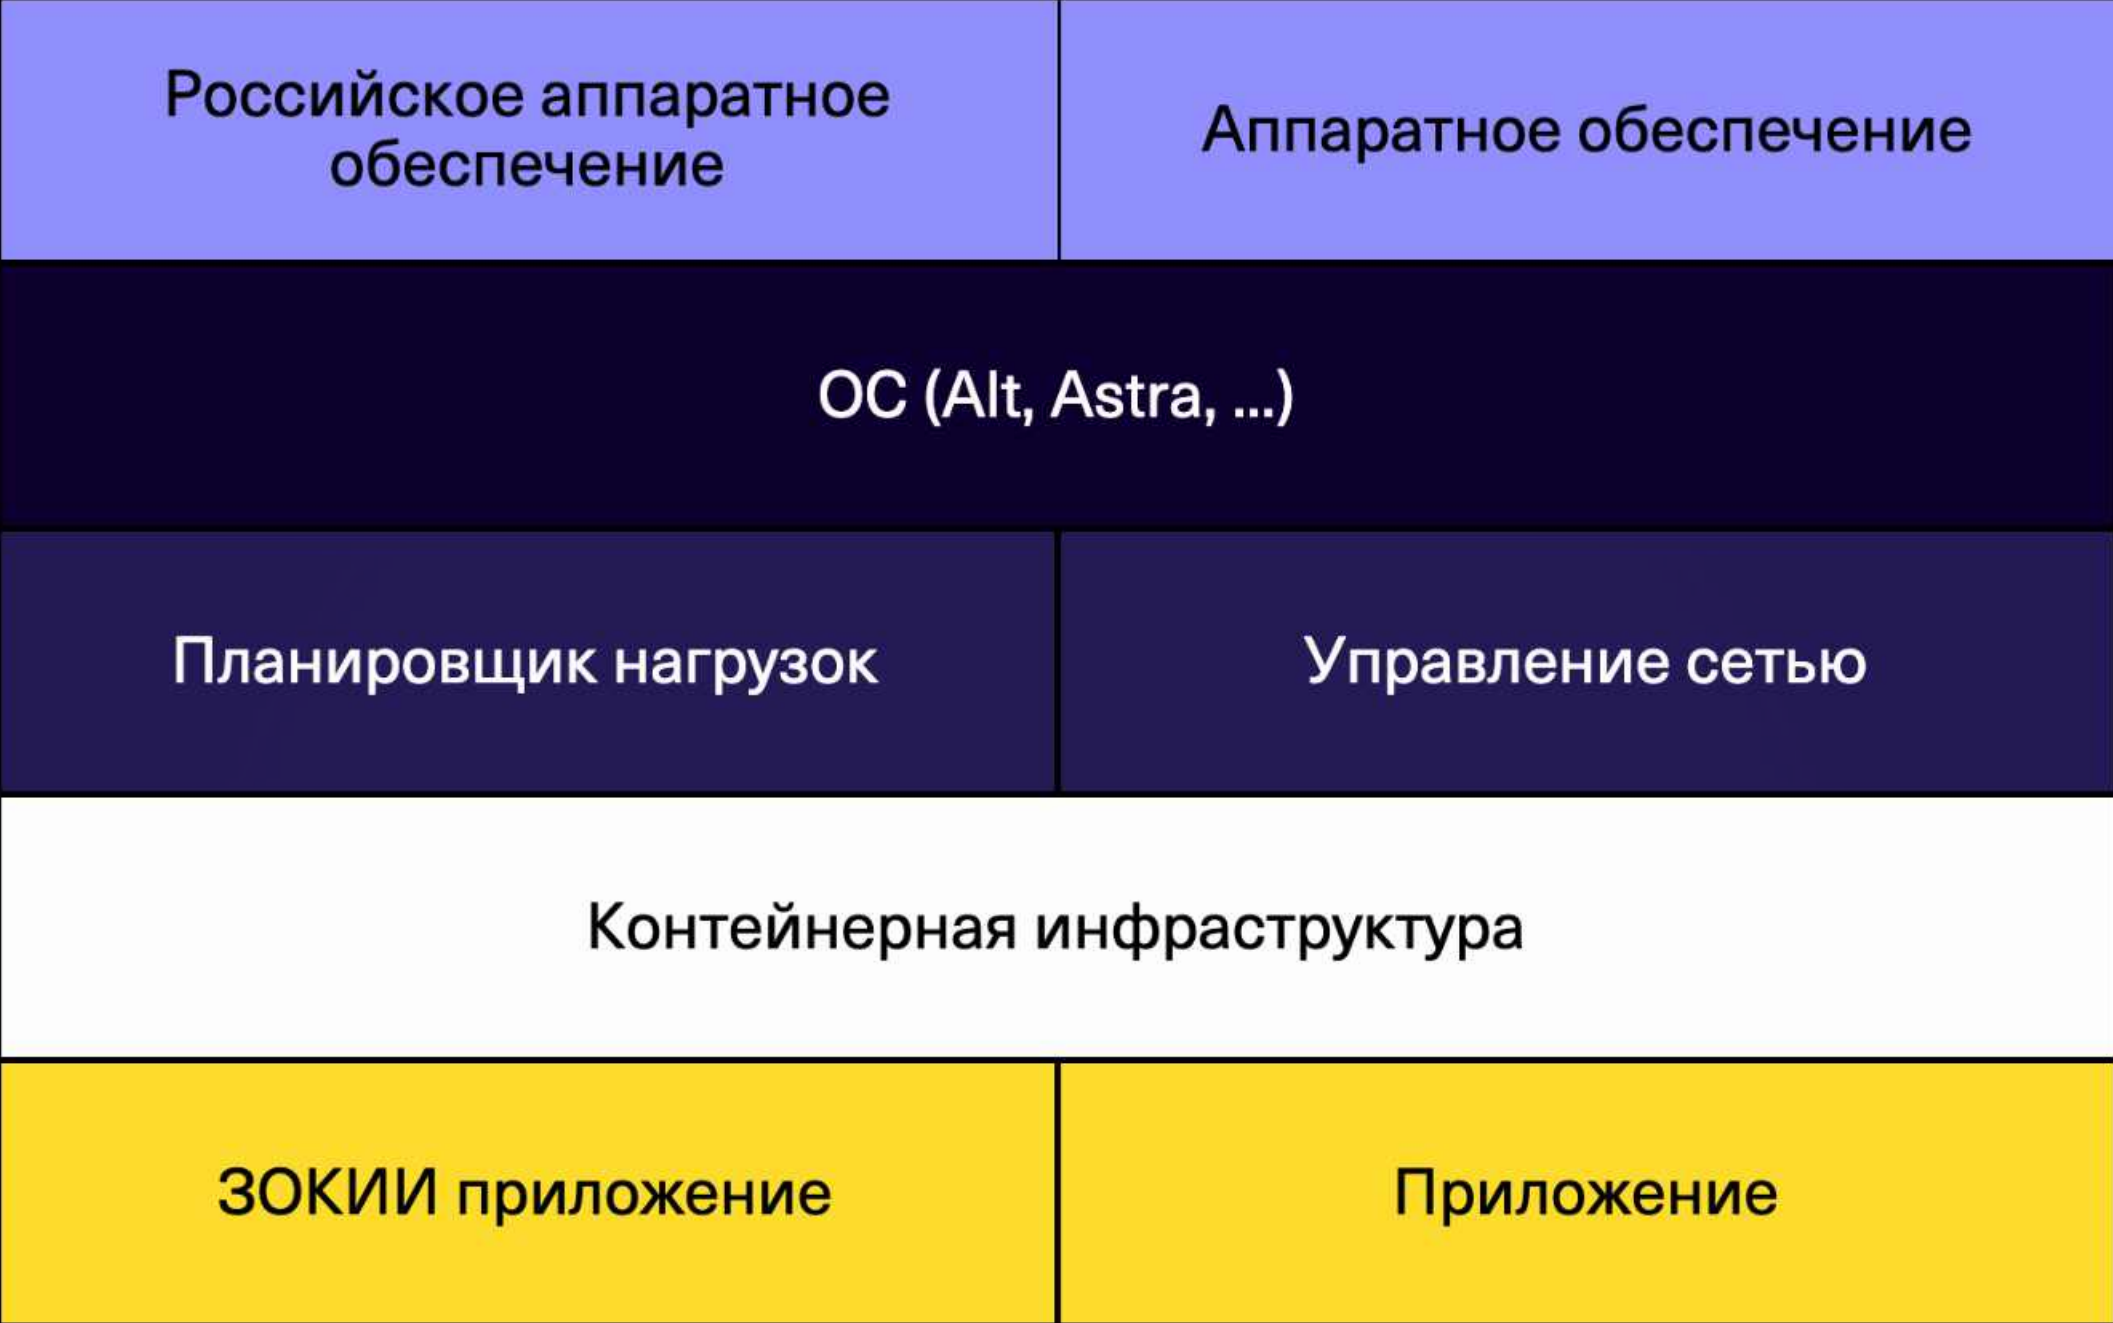 Российское аппаратное
обеспечение
Аппаратное обеспечение
ОС (Alt, Astra, ...)
Планировщик нагрузок
Управление сетью
Контейнерная инфраструктура
ЗОКИИ приложение
Приложение